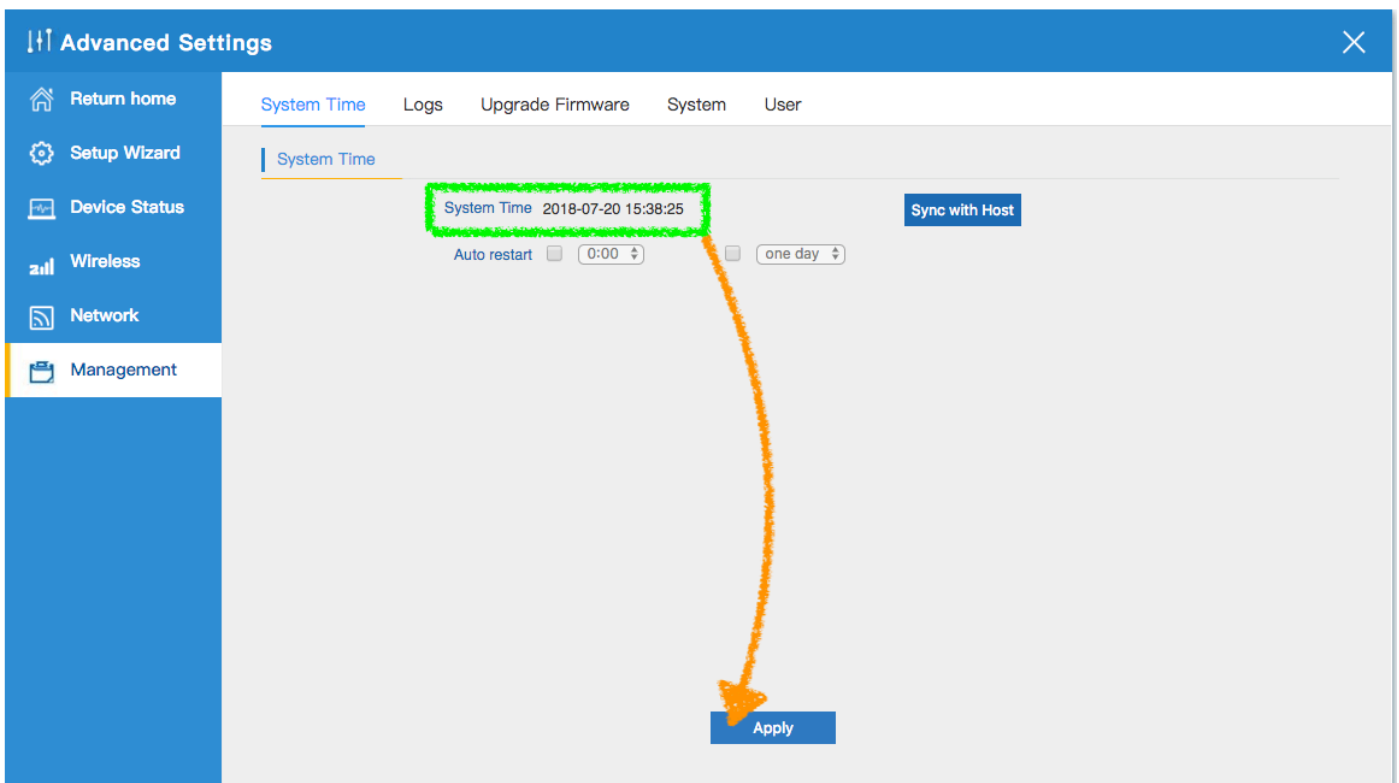 Advanced Settings
Return home
Setup Wizard
Device Status
Wireless
Network
Management
System Time Logs Upgrade Firmware System User
System Time
System Time 2018-07-20 15:38:25 Sync with Host
Auto restart 0:00 one day
Apply